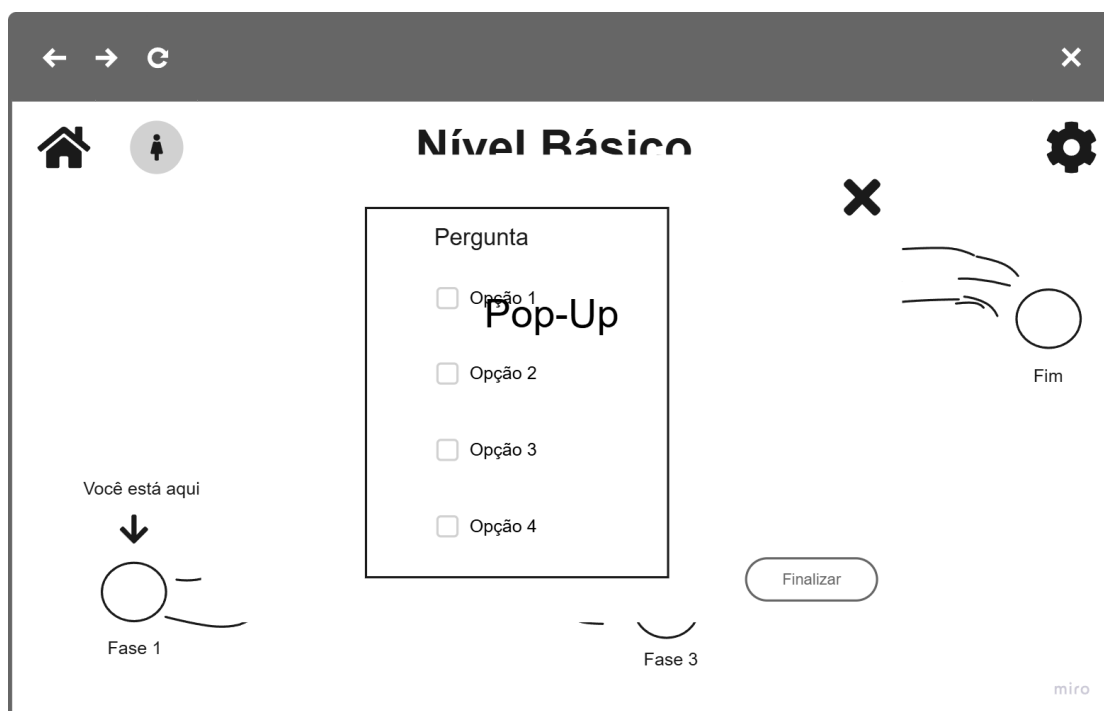 Nível Básico
Pergunta
Opção 1
Pop-Up
Opção 2
Opção 3
Opção 4
Fim
Você está aqui
Finalizar
Fase 1
Fase 3
miro